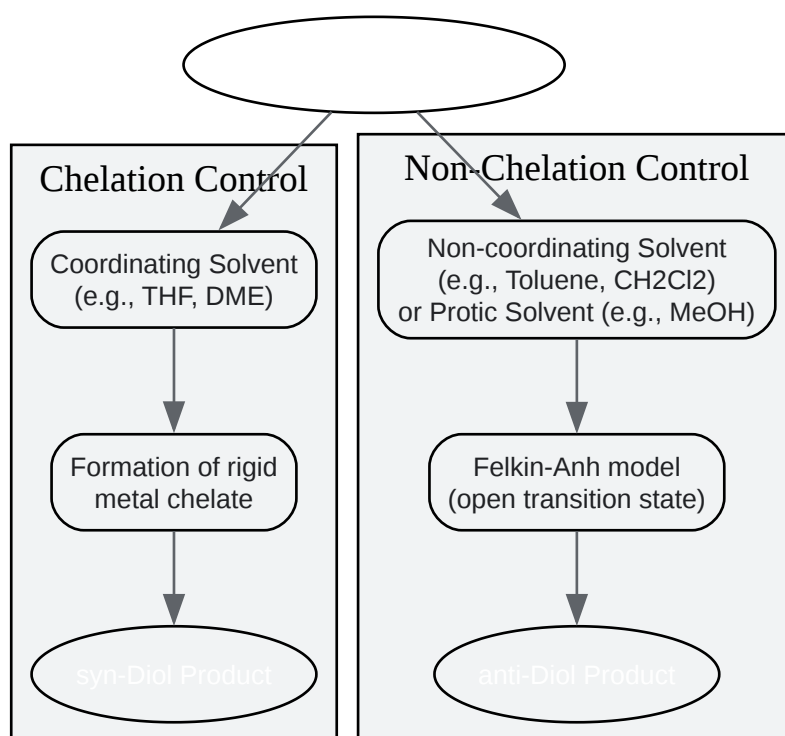 Chelation Control
Non-Chelation Control
Coordinating Solvent
(e.g., THF, DME)
Non-coordinating Solvent
(e.g., Toluene, CH2Cl2)
or Protic Solvent (e.g., MeOH)
Formation of rigid
metal chelate
Felkin-Anh model
(open transition state)
syn-Diol Product
anti-Diol Product